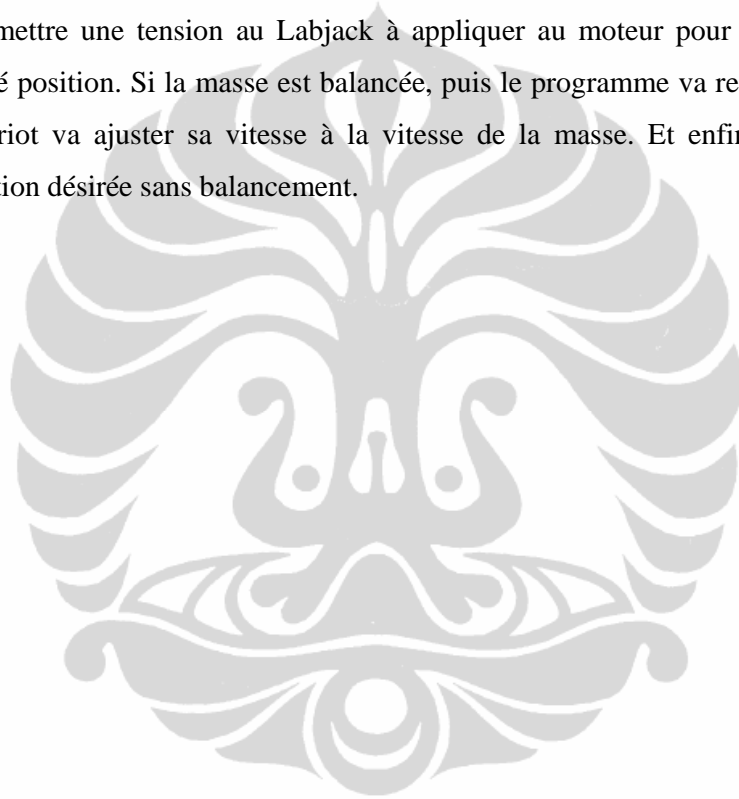 mettre une tension au Labjack à appliquer au moteur pour
é position. Si la masse est balancée, puis le programme va re
riot va ajuster sa vitesse à la vitesse de la masse. Et enfin
tion désirée sans balancement.